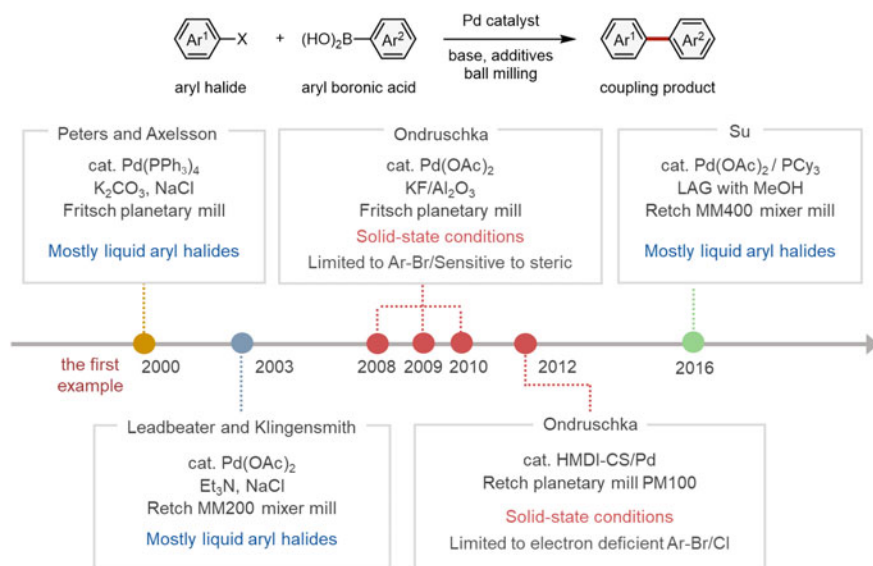 Ar¹ X + (HO)₂B Ar² Pd catalyst Ar¹ Ar²
base, additives
ball milling
aryl halide aryl boronic acid coupling product
Peters and Axelsson
cat. Pd(PPh₃)₄
K₂CO₃, NaCl
Fritsch planetary mill
Mostly liquid aryl halides
Ondruschka
cat. Pd(OAc)₂
KF/Al₂O₃
Fritsch planetary mill
Solid-state conditions
Limited to Ar-Br/Sensitive to steric
Su
cat. Pd(OAc)₂ / PCy₃
LAG with MeOH
Retch MM400 mixer mill
Mostly liquid aryl halides
the first
example
2000 2003 2008 2009 2010 2012 2016
Leadbeater and Klingensmith
cat. Pd(OAc)₂
Et₃N, NaCl
Retch MM200 mixer mill
Mostly liquid aryl halides
Ondruschka
cat. HMDI-CS/Pd
Retch planetary mill PM100
Solid-state conditions
Limited to electron deficient Ar-Br/Cl